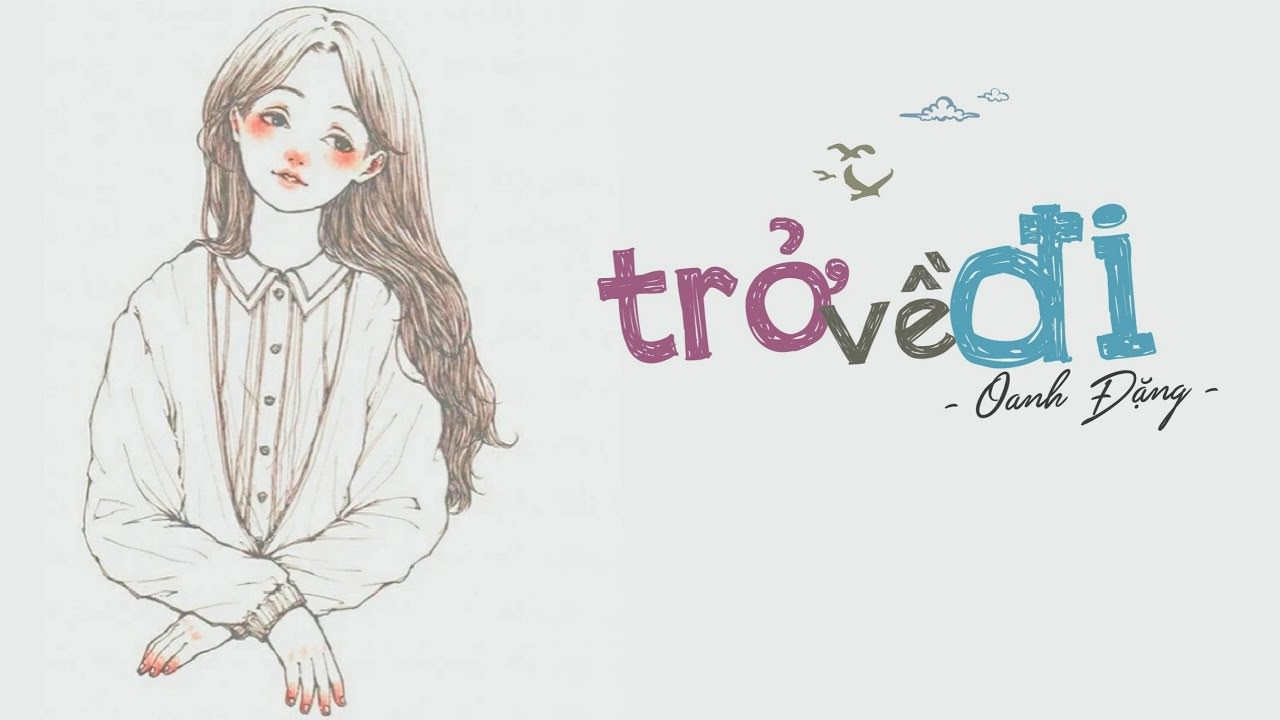 trở về đi
- Oanh Đặng -